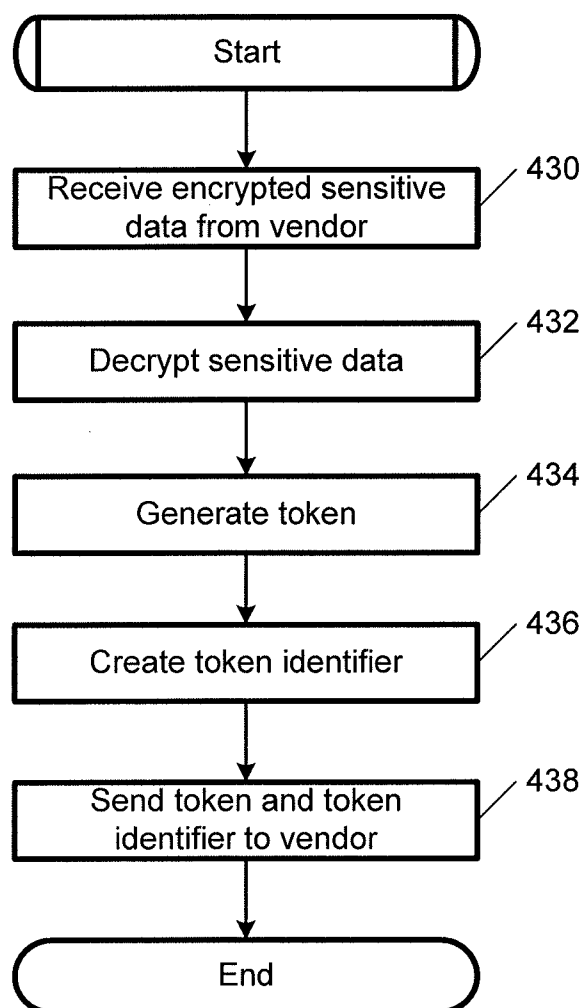 Start
430
Receive encrypted sensitive
data from vendor
432
Decrypt sensitive data
434
Generate token
436
Create token identifier
438
Send token and token
identifier to vendor
End